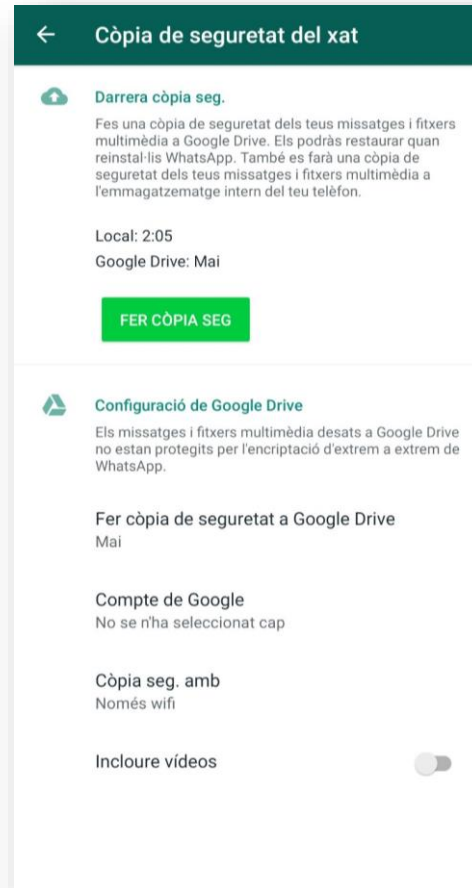 Còpia de seguretat del xat
Darrera còpia seg.
Fes una còpia de seguretat dels teus missatges i fitxers
multimèdia a Google Drive. Els podràs restaurar quan
reinstal·lis WhatsApp. També es farà una còpia de
seguretat dels teus missatges i fitxers multimèdia a
l'emmagatzematge intern del teu telèfon.
Local: 2:05
Google Drive: Mai
FER CÒPIA SEG
Configuració de Google Drive
Els missatges i fitxers multimèdia desats a Google Drive
no estan protegits per l'encriptació d'extrem a extrem de
WhatsApp.
Fer còpia de seguretat a Google Drive
Mai
Compte de Google
No se n'ha seleccionat cap
Còpia seg. amb
Només wifi
Incloure vídeos